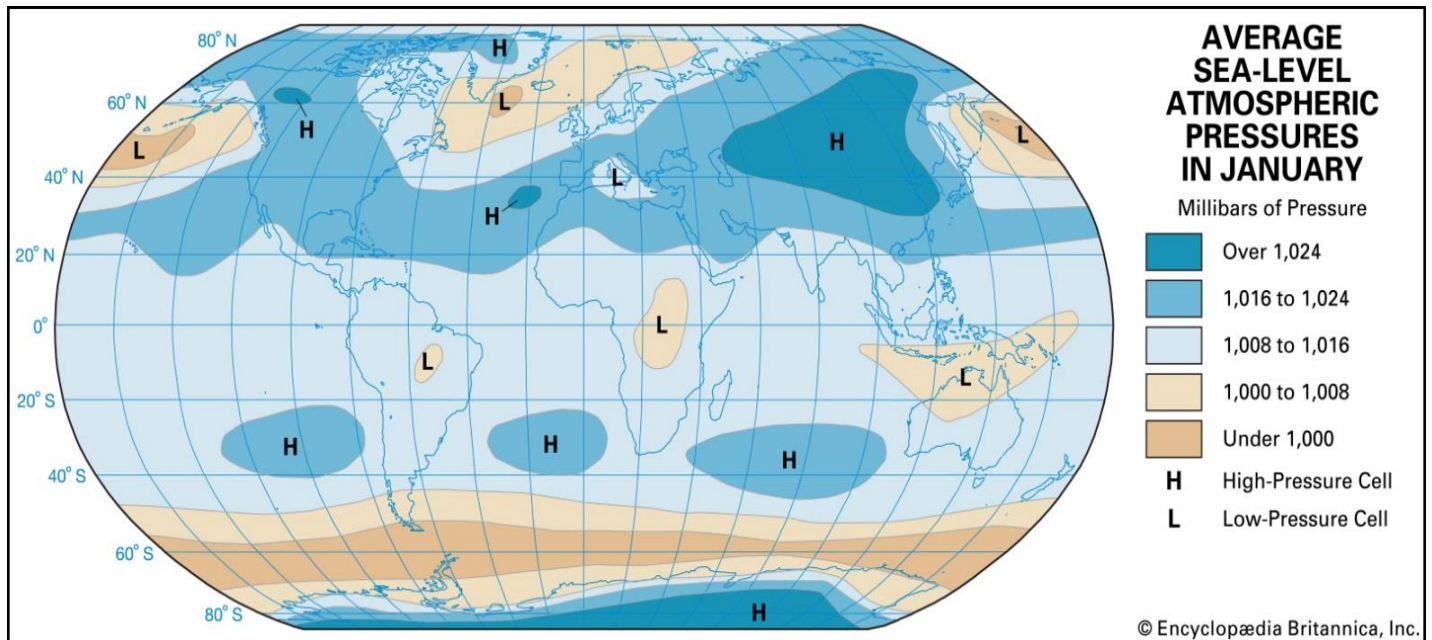 AVERAGE
SEA-LEVEL
ATMOSPHERIC
PRESSURES
IN JANUARY
Millibars of Pressure
Over 1,024
1,016 to 1,024
1,008 to 1,016
1,000 to 1,008
Under 1,000
H High-Pressure Cell
L Low-Pressure Cell
© Encyclopædia Britannica, Inc.
80° N
60° N
40° N
20° N
0°
20° S
40° S
60° S
80° S
H
L
H
L
H
L
L
H
H
L
H
L
H
H
H
H